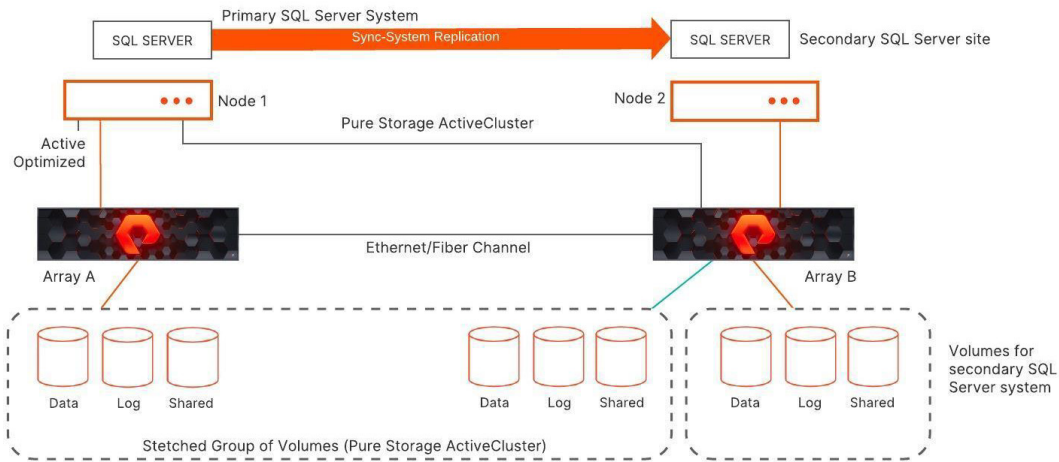 Primary SQL Server System
SQL SERVER
Sync-System Replication
SQL SERVER
Secondary SQL Server site
Node 1
Node 2
Pure Storage ActiveCluster
Active
Optimized
Ethernet/Fiber Channel
Array A
Array B
Data
Log
Shared
Data
Log
Shared
Data
Log
Shared
Volumes for
secondary SQL
Server system
Stetched Group of Volumes (Pure Storage ActiveCluster)